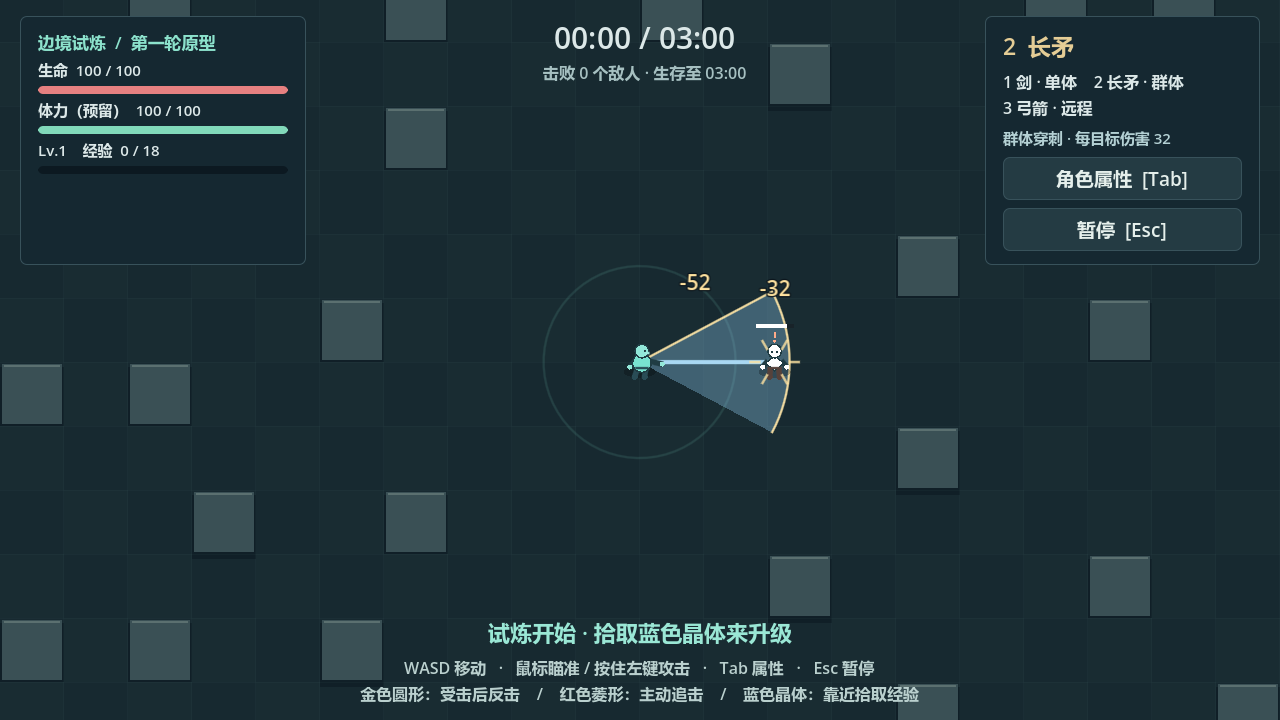 边境试炼 / 第一轮原型
生命 100 / 100
体力（预留） 100 / 100
Lv.1 经验 0 / 18
00:00 / 03:00
击败 0 个敌人 · 生存至 03:00
2 长矛
1 剑 · 单体 2 长矛 · 群体
3 弓箭 · 远程
群体穿刺 · 每目标伤害 32
角色属性 [Tab]
暂停 [Esc]
-52
-32
!
试炼开始 · 拾取蓝色晶体来升级
WASD 移动 · 鼠标瞄准 / 按住左键攻击 · Tab 属性 · Esc 暂停
金色圆形：受击后反击 / 红色菱形：主动追击 / 蓝色晶体：靠近拾取经验